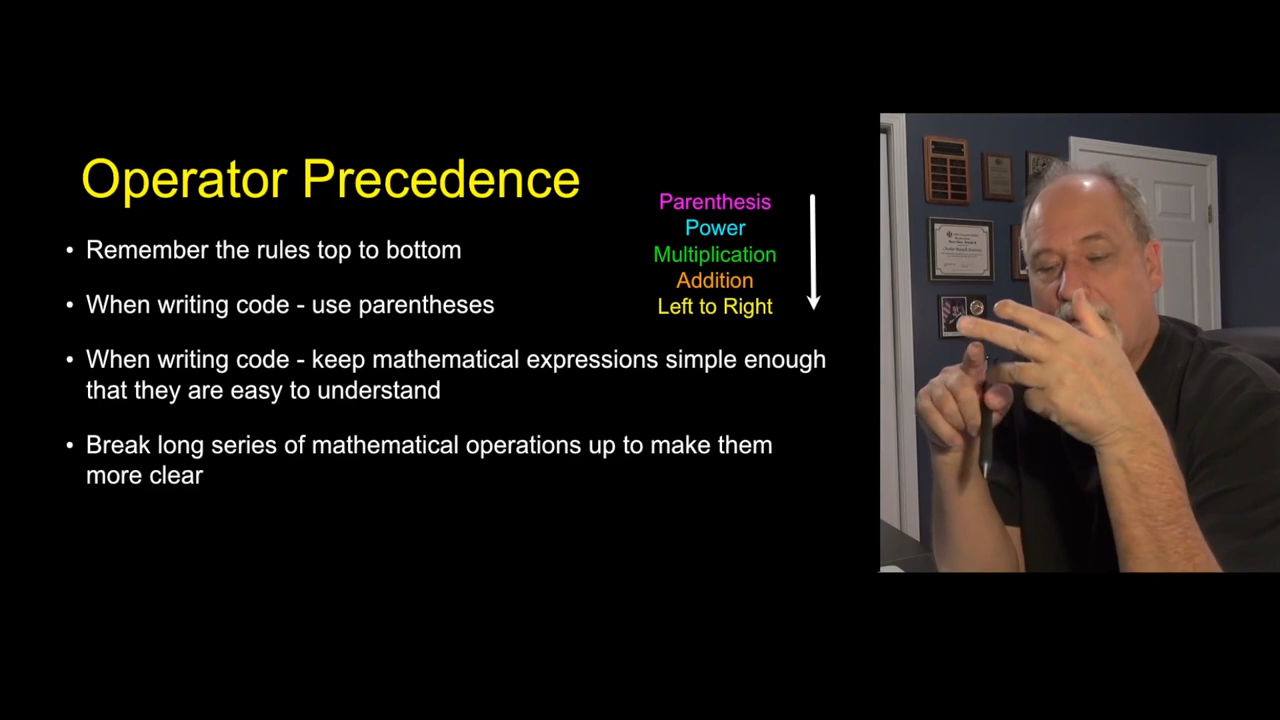 Operator Precedence
Parenthesis
Power
Multiplication
Addition
Left to Right
• Remember the rules top to bottom
• When writing code - use parentheses
• When writing code - keep mathematical expressions simple enough
that they are easy to understand
• Break long series of mathematical operations up to make them
more clear